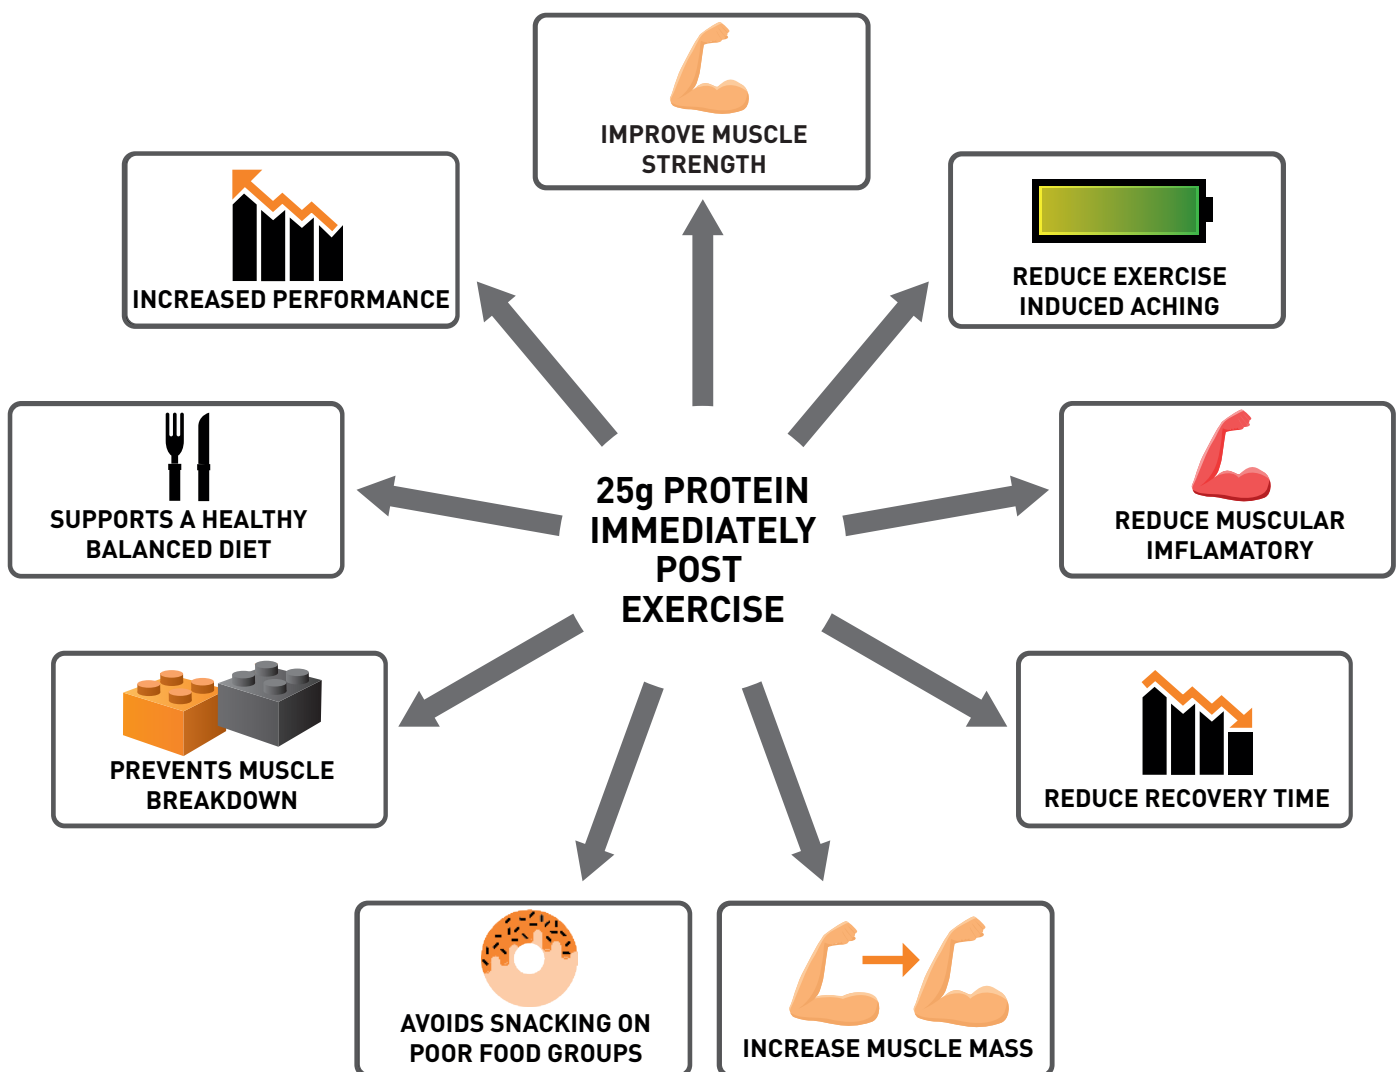 IMPROVE MUSCLE
STRENGTH
INCREASED PERFORMANCE
REDUCE EXERCISE
INDUCED ACHING
SUPPORTS A HEALTHY
BALANCED DIET
25g PROTEIN
IMMEDIATELY
POST
EXERCISE
REDUCE MUSCULAR
IMFLAMATORY
PREVENTS MUSCLE
BREAKDOWN
REDUCE RECOVERY TIME
AVOIDS SNACKING ON
POOR FOOD GROUPS
INCREASE MUSCLE MASS